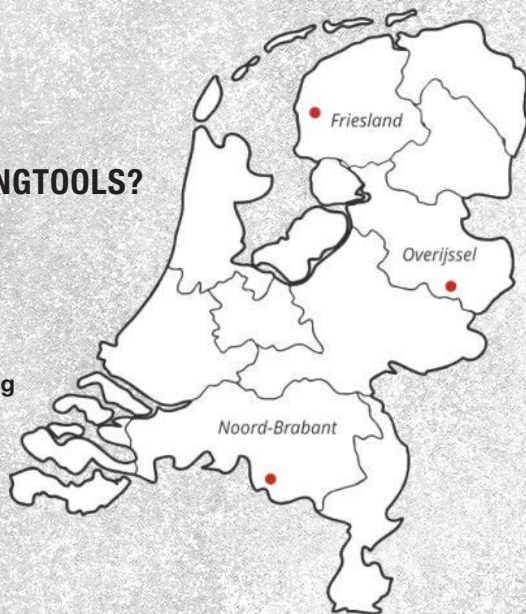 Friesland
NGTOOLS?
Overijssel
g
Noord-Brabant